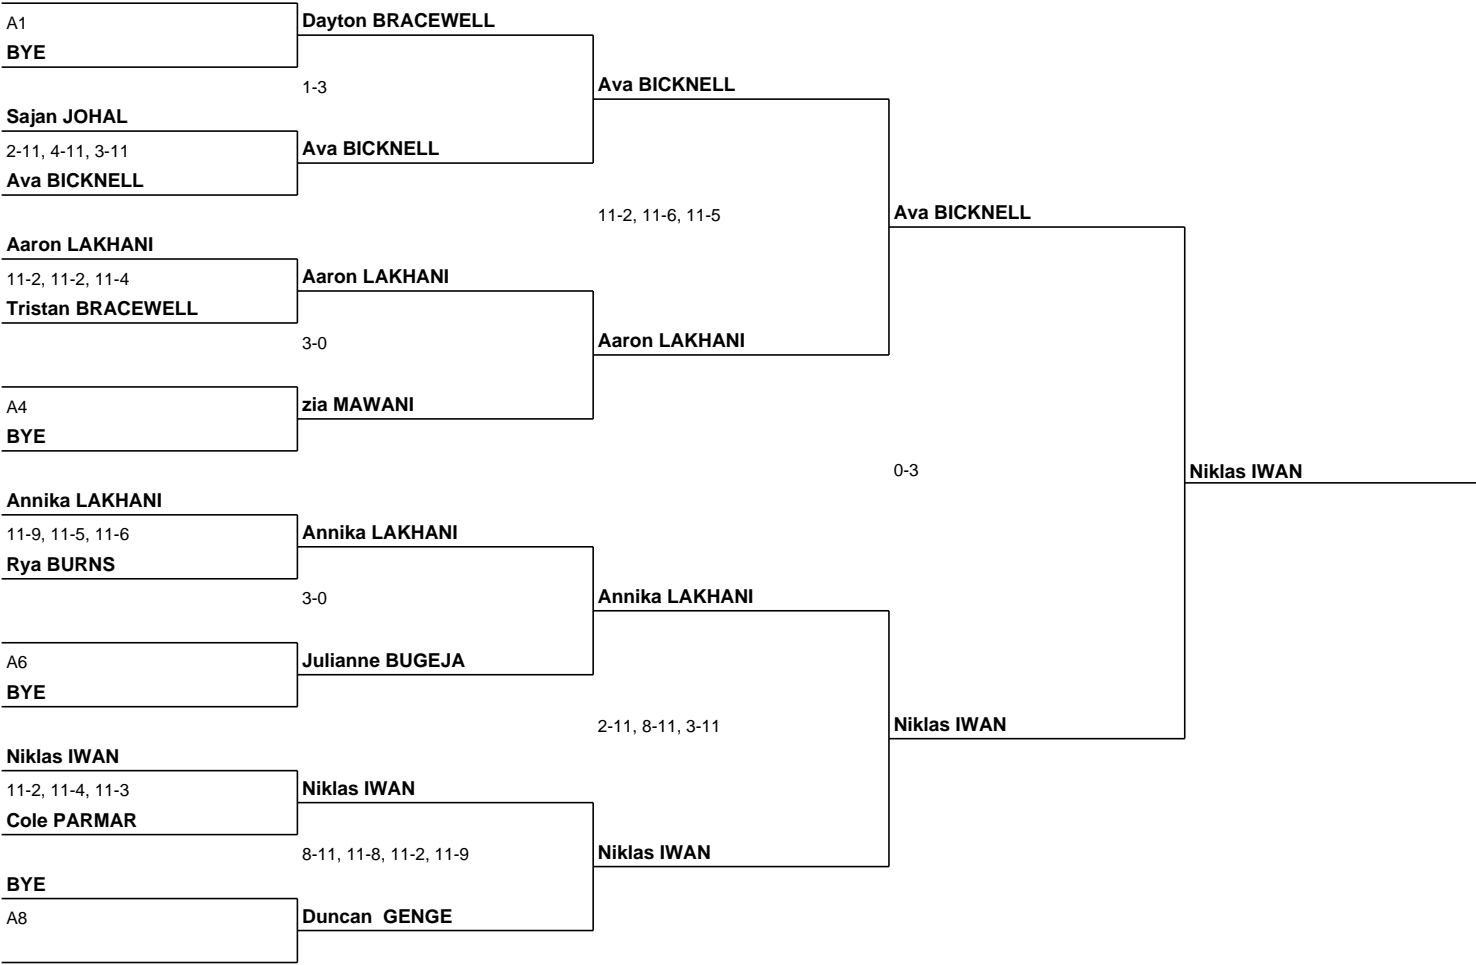 Dayton BRACEWELL
A1
BYE
Ava BICKNELL
1-3
Sajan JOHAL
Ava BICKNELL
2-11, 4-11, 3-11
Ava BICKNELL
Ava BICKNELL
11-2, 11-6, 11-5
Aaron LAKHANI
Aaron LAKHANI
11-2, 11-2, 11-4
Tristan BRACEWELL
Aaron LAKHANI
3-0
zia MAWANI
A4
BYE
Niklas IWAN
0-3
Annika LAKHANI
Annika LAKHANI
11-9, 11-5, 11-6
Rya BURNS
Annika LAKHANI
3-0
Julianne BUGEJA
A6
BYE
Niklas IWAN
2-11, 8-11, 3-11
Niklas IWAN
Niklas IWAN
11-2, 11-4, 11-3
Cole PARMAR
Niklas IWAN
8-11, 11-8, 11-2, 11-9
BYE
Duncan  GENGE
A8